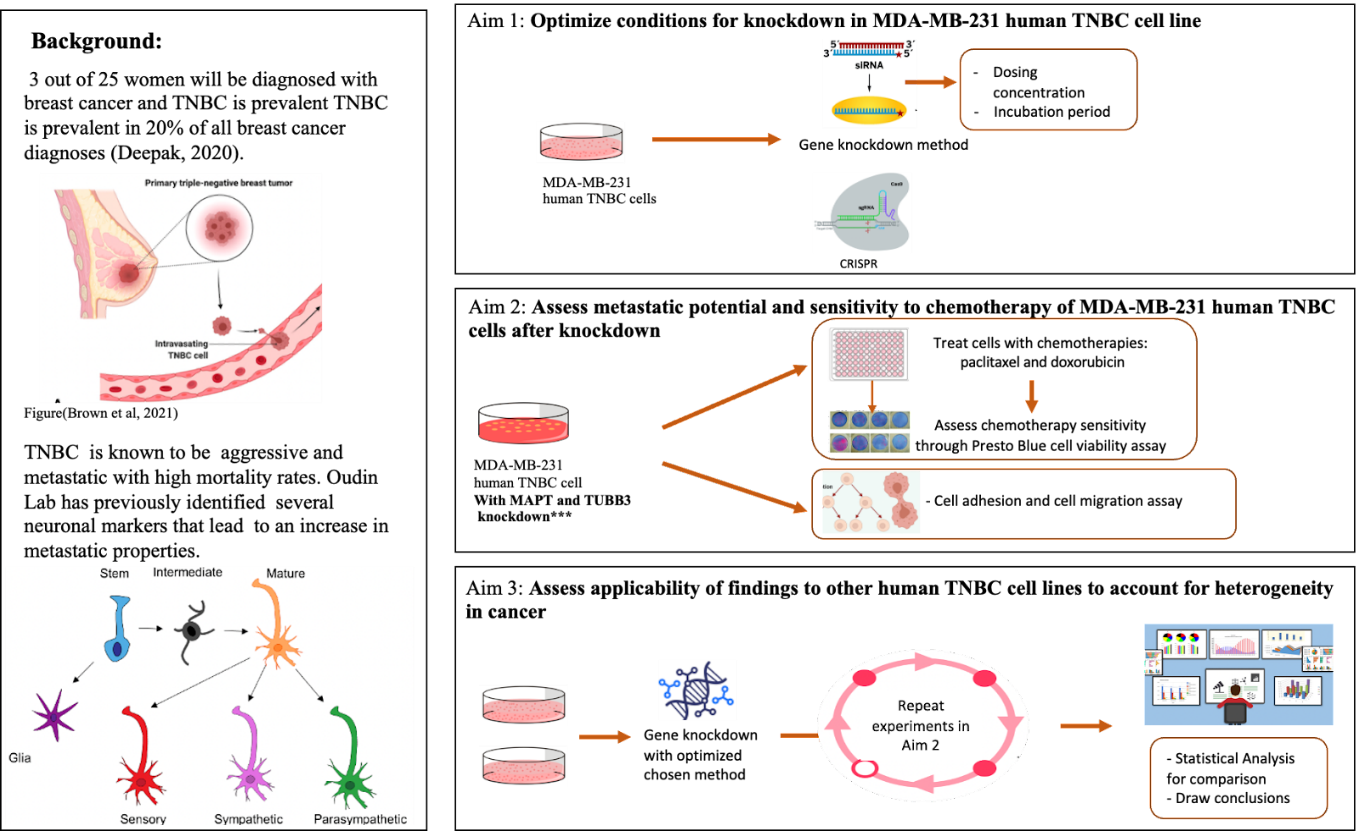 Background:
3 out of 25 women will be diagnosed with
breast cancer and TNBC is prevalent TNBC
is prevalent in 20% of all breast cancer
diagnoses (Deepak, 2020).
Primary triple-negative breast tumor
Intravasating
TNBC cell
Figure(Brown et al, 2021)
TNBC is known to be aggressive and
metastatic with high mortality rates. Oudin
Lab has previously identified several
neuronal markers that lead to an increase in
metastatic properties.
Stem
Intermediate
Mature
Glia
Sensory
Sympathetic
Parasympathetic
Aim 1: Optimize conditions for knockdown in MDA-MB-231 human TNBC cell line
5´ 3´
3´ 5´
siRNA
- Dosing
concentration
- Incubation period
Gene knockdown method
MDA-MB-231
human TNBC cells
Cas9
sgRNA
CRISPR
Aim 2: Assess metastatic potential and sensitivity to chemotherapy of MDA-MB-231 human TNBC
cells after knockdown
Treat cells with chemotherapies:
paclitaxel and doxorubicin
Assess chemotherapy sensitivity
through Presto Blue cell viability assay
MDA-MB-231
human TNBC cell
With MAPT and TUBB3
knockdown***
tion
- Cell adhesion and cell migration assay
Aim 3: Assess applicability of findings to other human TNBC cell lines to account for heterogeneity
in cancer
Gene knockdown
with optimized
chosen method
Repeat
experiments in
Aim 2
- Statistical Analysis
for comparison
- Draw conclusions